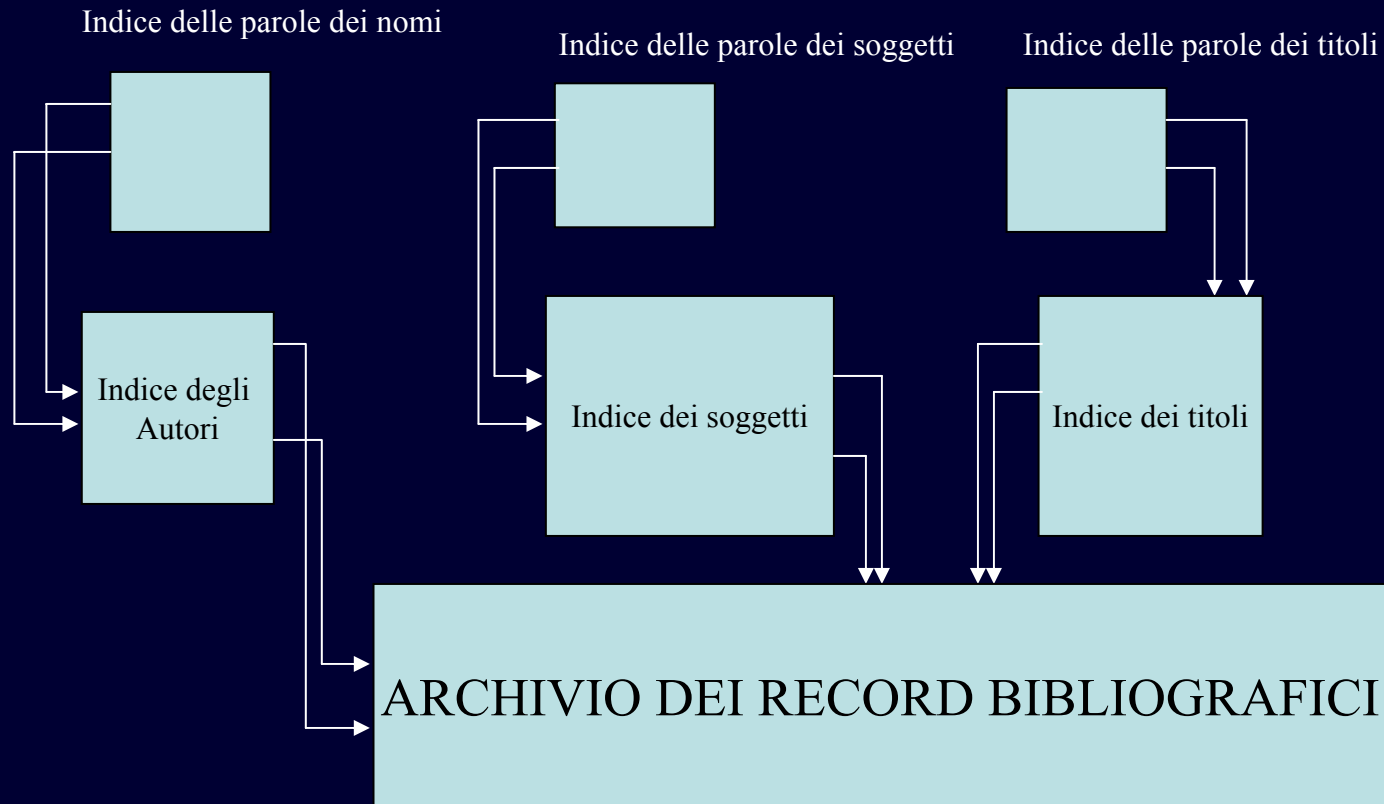 Indice delle parole dei nomi
Indice delle parole dei soggetti
Indice delle parole dei titoli
Indice degli
Autori
Indice dei soggetti
Indice dei titoli
ARCHIVIO DEI RECORD BIBLIOGRAFICI